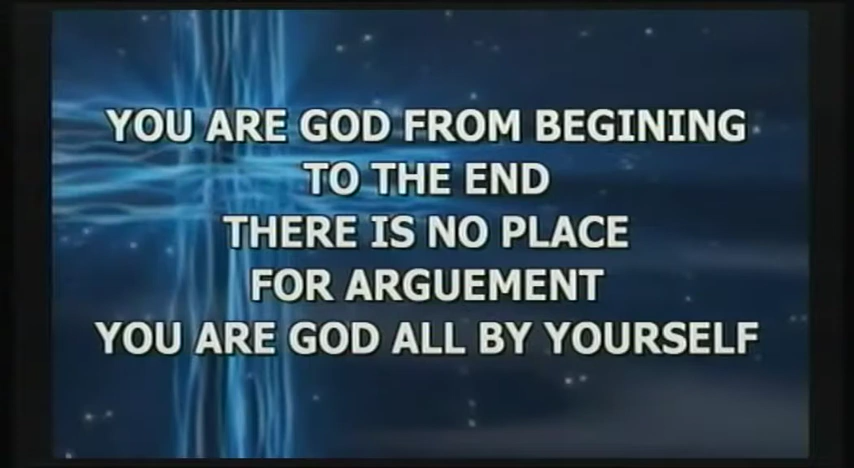 YOU ARE GOD FROM BEGINING
TO THE END
THERE IS NO PLACE
FOR ARGUEMENT
YOU ARE GOD ALL BY YOURSELF